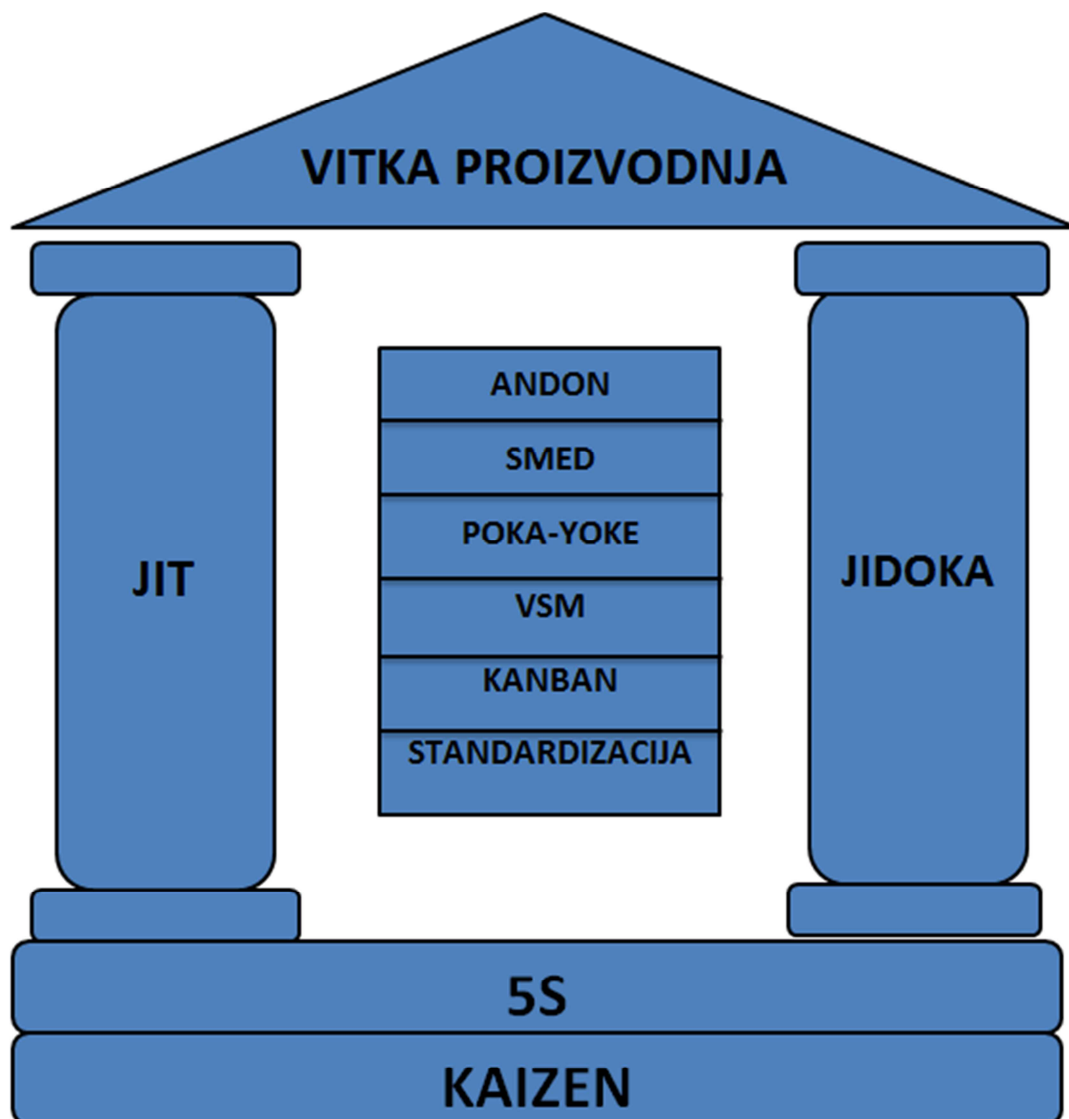 VITKA PROIZVODNJA
JIT
ANDON
SMED
POKA-YOKE
VSM
KANBAN
STANDARDIZACIJA
JIDOKA
5S
KAIZEN